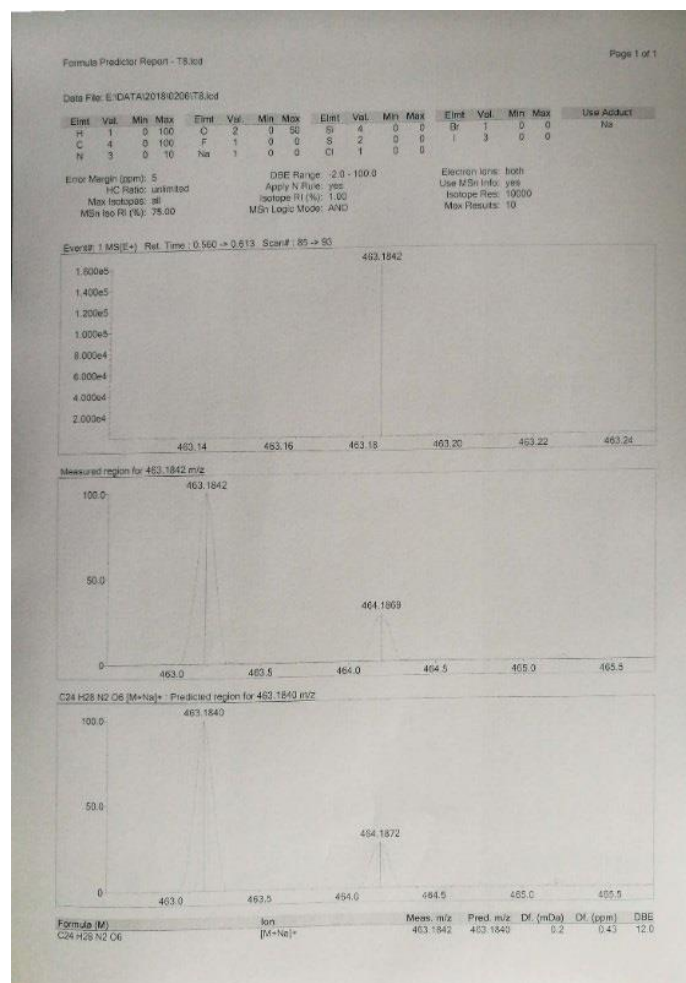 Page 1 of 1
Formula Predictor Report - T8.lcd
Data File: E:\DATA\2018\0206\T8.lcd
Elmt Val. Min Max Elmt Val. Min Max Elmt Val. Min Max Elmt Val. Min Max Use Adduct
H 1 0 100 O 2 0 50 Si 4 0 0 Br 1 0 0 Na
C 4 0 100 F 1 0 0 S 2 0 0 I 3 0 0
N 3 0 10 Na 1 0 0 Cl 1 0 0
Error Margin (ppm): 5 DBE Range: -2.0 - 100.0 Electron Ions: both
HC Ratio: unlimited Apply N Rule: yes Use MSn Info: yes
Max Isotopes: all Isotope RI (%): 1.00 Isotope Res: 10000
MSn Iso RI (%): 75.00 MSn Logic Mode: AND Max Results: 10
Event#: 1 MS(E+) Ret. Time : 0.560 -> 0.613 Scan# : 85 -> 93
463.1842
1.600e5
1.400e5
1.200e5
1.000e5
8.000e4
6.000e4
4.000e4
2.000e4
463.14 463.16 463.18 463.20 463.22 463.24
Measured region for 463.1842 m/z
463.1842
100.0
50.0
464.1869
0
463.0 463.5 464.0 464.5 465.0 465.5
C24 H28 N2 O6 [M+Na]+ : Predicted region for 463.1840 m/z
463.1840
100.0
50.0
464.1872
0
463.0 463.5 464.0 464.5 465.0 465.5
Formula (M) Ion Meas. m/z Pred. m/z Df. (mDa) Df. (ppm) DBE
C24 H28 N2 O6 [M+Na]+ 463.1842 463.1840 0.2 0.43 12.0